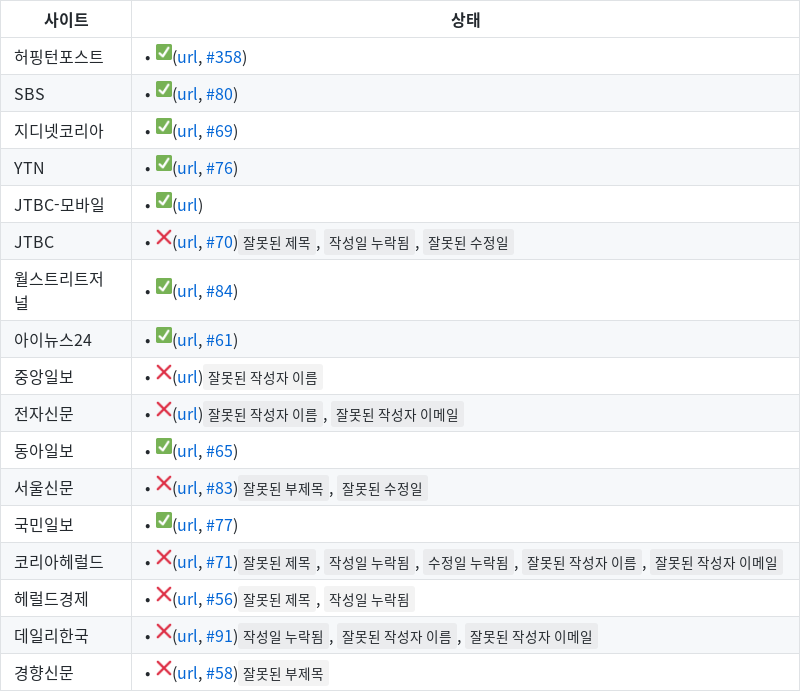 사이트 상태
허핑턴포스트 • ✅(url, #358)
SBS • ✅(url, #80)
지디넷코리아 • ✅(url, #69)
YTN • ✅(url, #76)
JTBC-모바일 • ✅(url)
JTBC • ❌(url, #70) 잘못된 제목 , 작성일 누락됨 , 잘못된 수정일
월스트리트저
널 • ✅(url, #84)
아이뉴스24 • ✅(url, #61)
중앙일보 • ❌(url) 잘못된 작성자 이름
전자신문 • ❌(url) 잘못된 작성자 이름 , 잘못된 작성자 이메일
동아일보 • ✅(url, #65)
서울신문 • ❌(url, #83) 잘못된 부제목 , 잘못된 수정일
국민일보 • ✅(url, #77)
코리아헤럴드 • ❌(url, #71) 잘못된 제목 , 작성일 누락됨 , 수정일 누락됨 , 잘못된 작성자 이름 , 잘못된 작성자 이메일
헤럴드경제 • ❌(url, #56) 잘못된 제목 , 작성일 누락됨
데일리한국 • ❌(url, #91) 작성일 누락됨 , 잘못된 작성자 이름 , 잘못된 작성자 이메일
경향신문 • ❌(url, #58) 잘못된 부제목